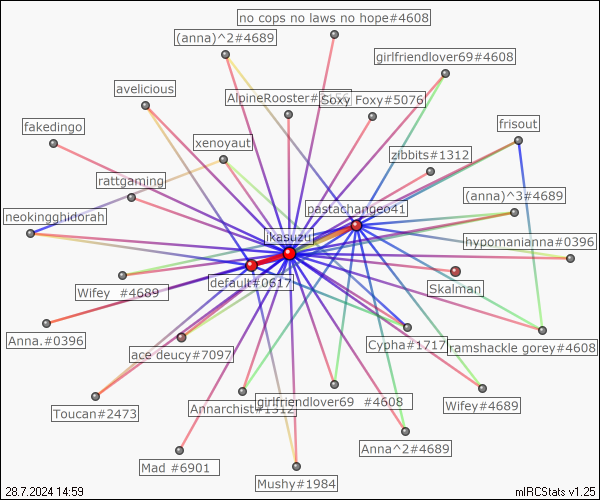 no cops no laws no hope#4608
(anna)^2#4689
girlfriendlover69#4608
avelicious
AlpineRooster#
Soxy Foxy#5076
fakedingo
frisout
xenoyaut
zibbits#1312
rattgaming
(anna)^3#4689
pastachangeo41
neokingghidorah
ikasuzu
hypomanianna#0396
default#0617
Skalman
Wifey #4689
Anna.#0396
Cypha#1717
ramshackle gorey#4608
ace deucy#7097
girlfriendlover69 #4608
Annarchist#1312
Wifey#4689
Toucan#2473
Anna^2#4689
Mad #6901
Mushy#1984
28.7.2024 14:59
mIRCStats v1.25